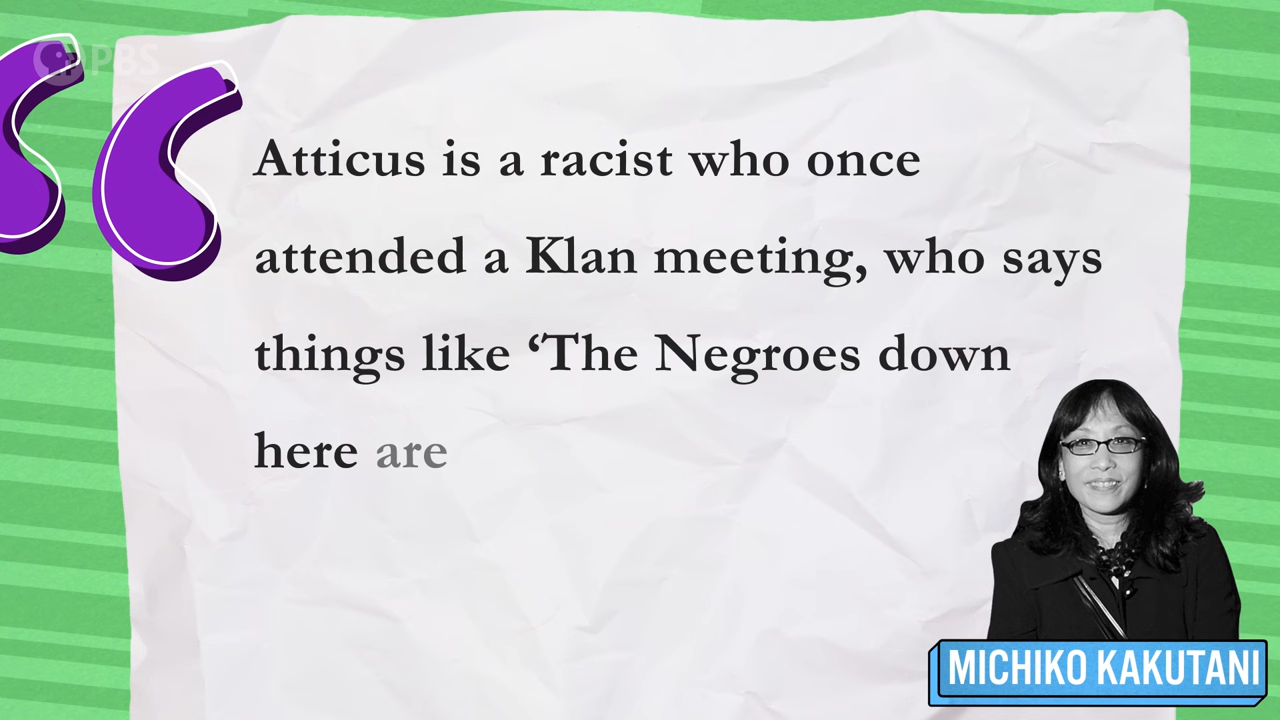 PBS
Atticus is a racist who once
attended a Klan meeting, who says
things like ‘The Negroes down
here are
MICHIKO KAKUTANI